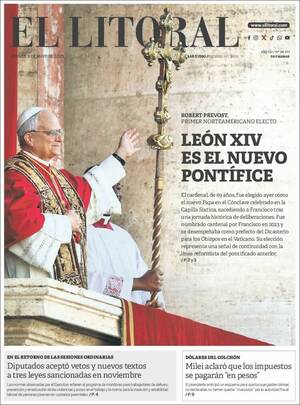 EL LITORAL
www.ellitoral.com
ROBERT PREVOST,
PRIMER NORTEAMERICANO ELECTO
LEÓN XIV
ES EL NUEVO
PONTÍFICE
El cardenal, de 69 años, fue elegido ayer como
el nuevo Papa en el Cónclave celebrado en la
Capilla Sixtina, sucediendo a Francisco tras
una jornada histórica de deliberaciones. Fue
nombrado cardenal por Francisco en 2023 y
se desempeñaba como prefecto del Dicasterio
para los Obispos en el Vaticano. Su elección
representa una señal de continuidad con la
línea reformista del pontificado anterior.
EN EL RETORNO DE LAS SESIONES ORDINARIAS
Diputados aceptó vetos y nuevos textos
a tres leyes sancionadas en noviembre
DÓLARES DEL COLCHÓN
Milei aclaró que los impuestos
se pagarán "en pesos"